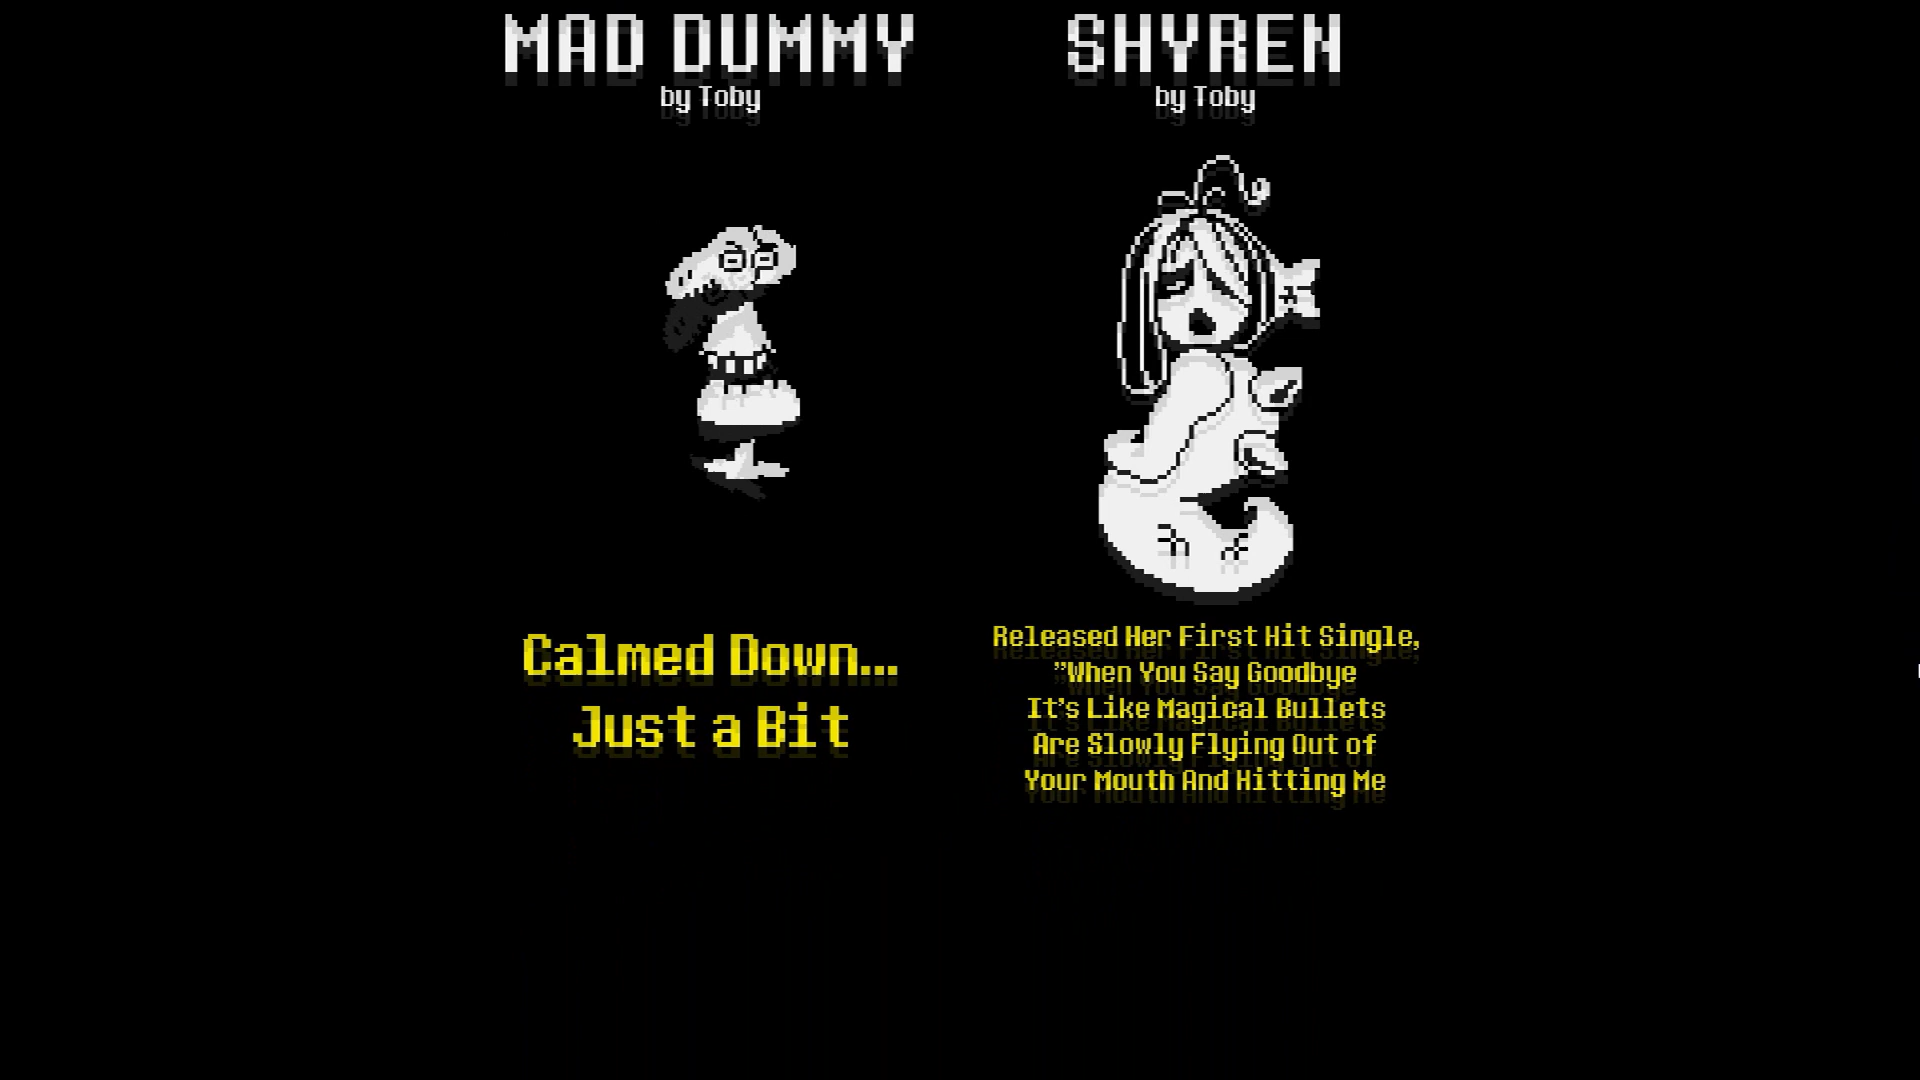 MAD DUMMY
by Toby
Calmed Down...
Just a Bit
SHYREN
by Toby
Released Her First Hit Single,
"When You Say Goodbye
It's Like Magical Bullets
Are Slowly Flying Out of
Your Mouth And Hitting Me